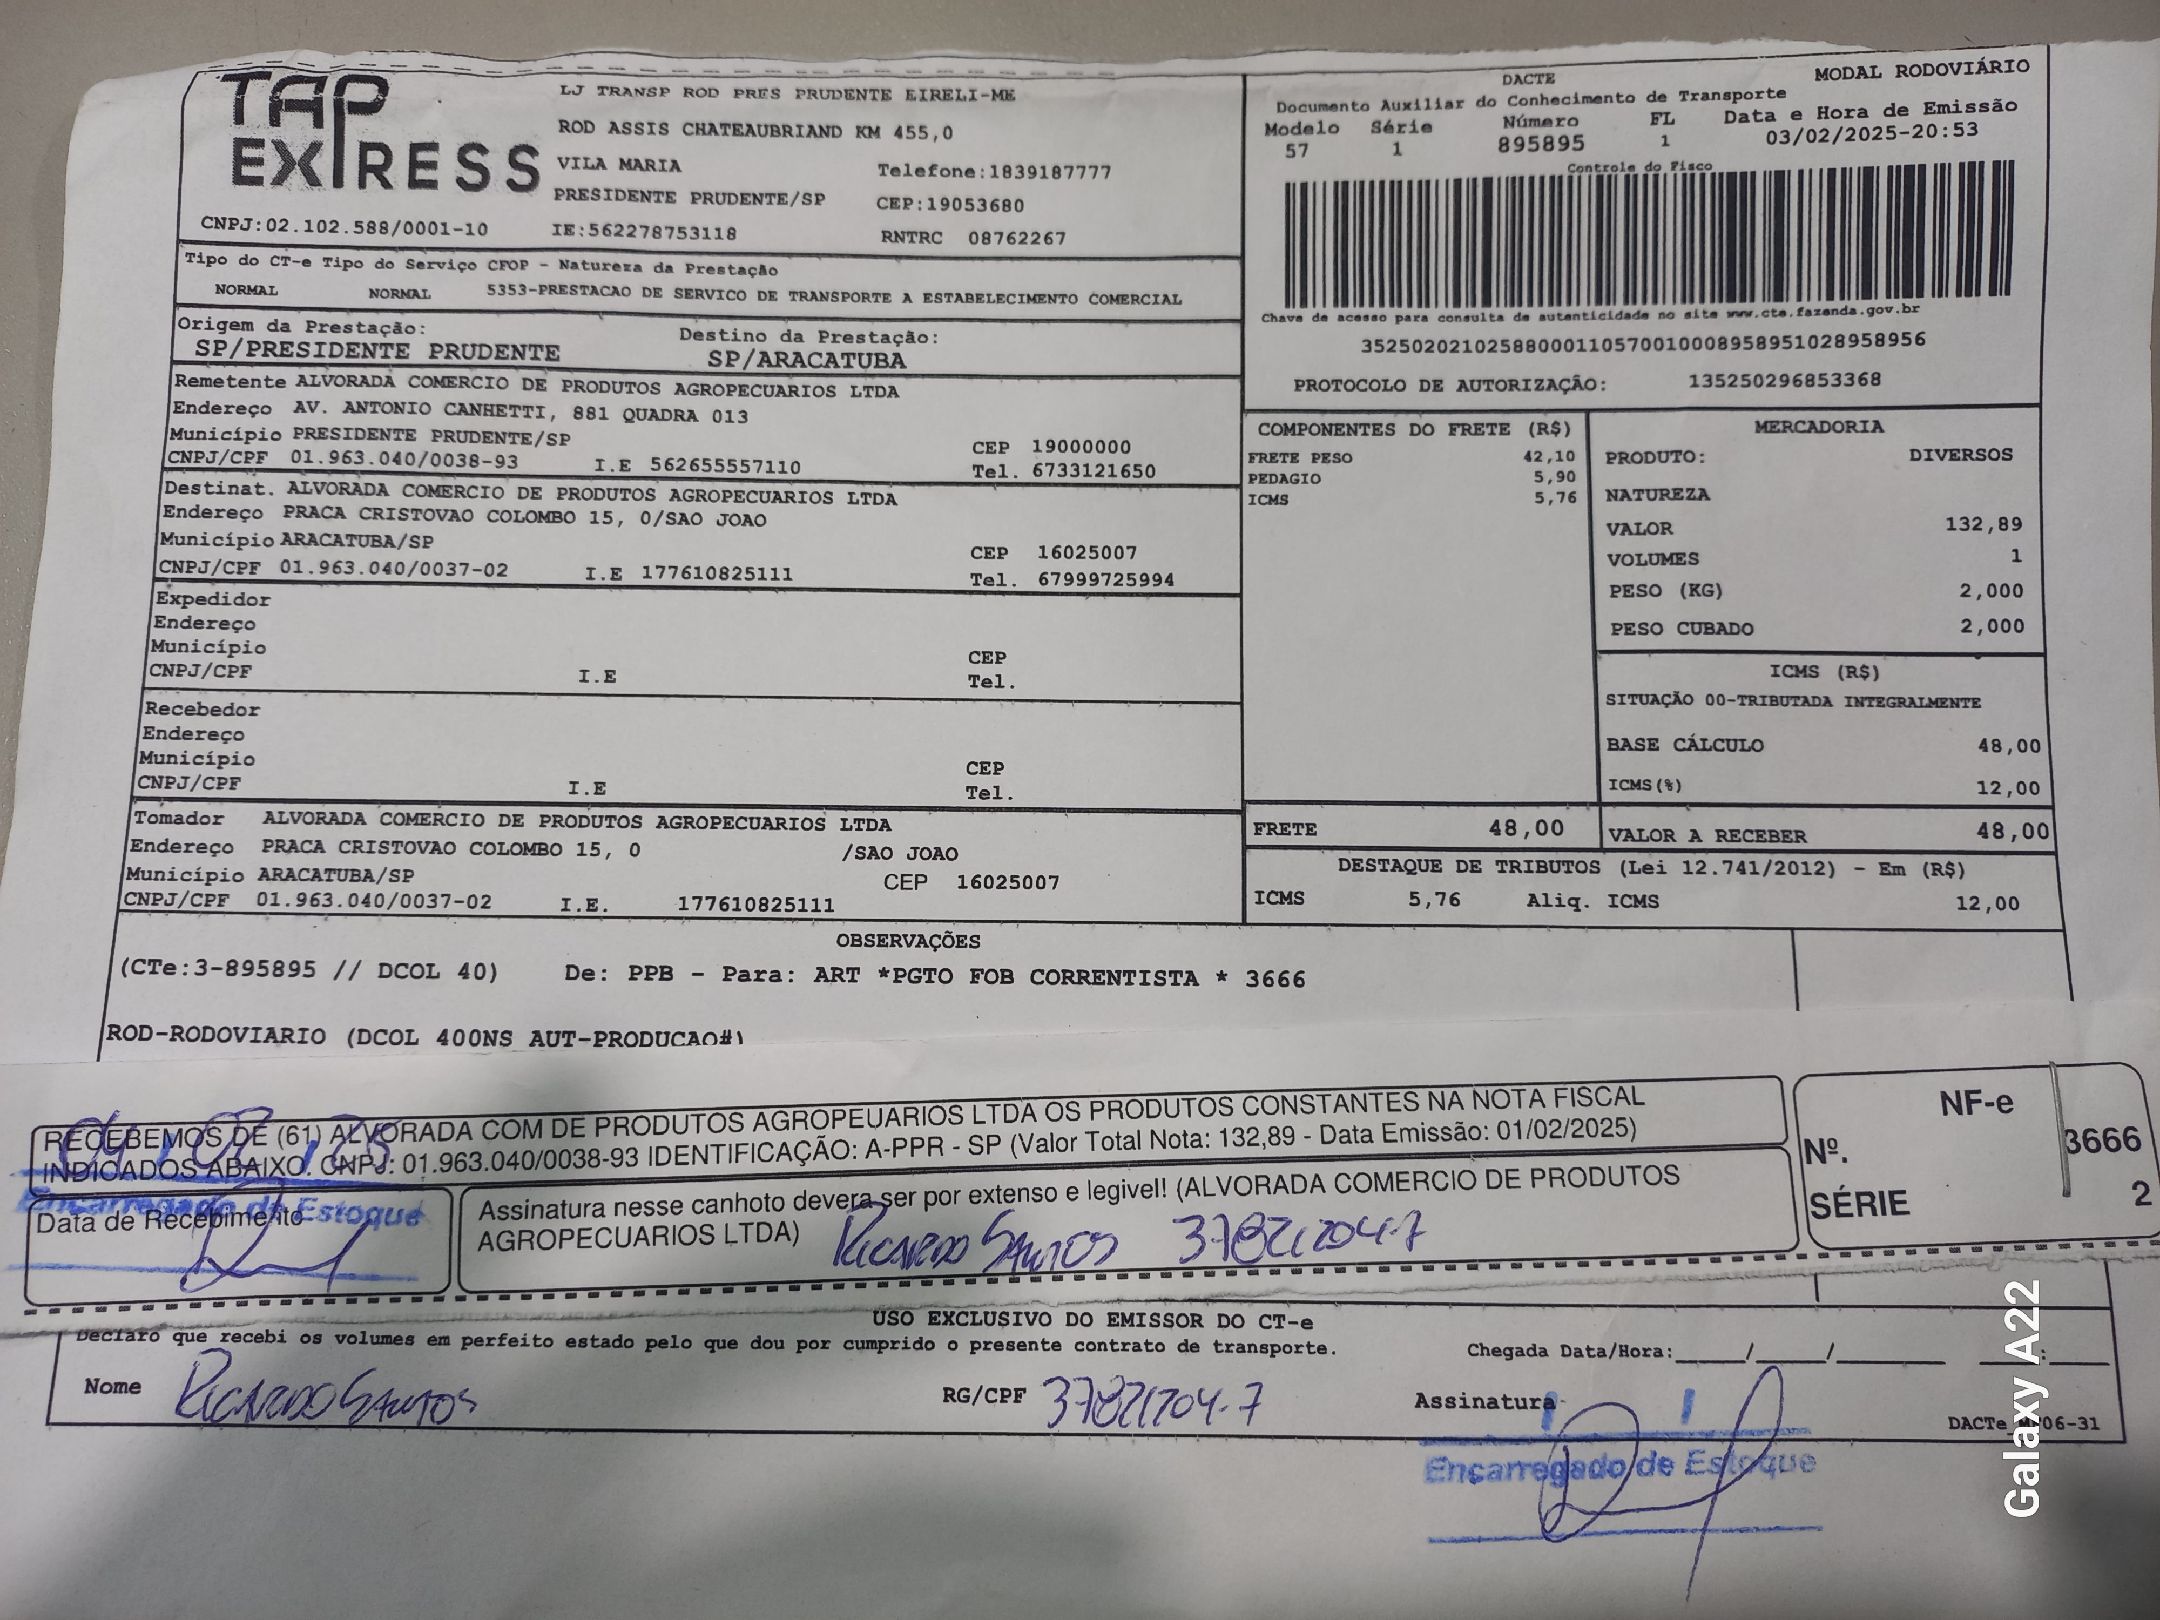 TAP EXPRESS
LJ TRANSP ROD PRES PRUDENTE EIRELI-ME
ROD ASSIS CHATEAUBRIAND KM 455,0
VILA MARIA Telefone:1839187777
PRESIDENTE PRUDENTE/SP CEP:19053680
CNPJ:02.102.588/0001-10 IE:562278753118 RNTRC 08762267
DACTE MODAL RODOVIÁRIO
Documento Auxiliar do Conhecimento de Transporte
Modelo Série Número FL Data e Hora de Emissão
57 1 895895 1 03/02/2025-20:53
Controle do Fisco
Chave de acesso para consulta de autenticidade no site www.cte.fazenda.gov.br
35250202102588000110570010008958951028958956
PROTOCOLO DE AUTORIZAÇÃO: 135250296853368
Tipo do CT-e Tipo do Serviço CFOP - Natureza da Prestação
NORMAL NORMAL 5353-PRESTACAO DE SERVICO DE TRANSPORTE A ESTABELECIMENTO COMERCIAL
Origem da Prestação: Destino da Prestação:
SP/PRESIDENTE PRUDENTE SP/ARACATUBA
Remetente ALVORADA COMERCIO DE PRODUTOS AGROPECUARIOS LTDA
Endereço AV. ANTONIO CANHETTI, 881 QUADRA 013
Município PRESIDENTE PRUDENTE/SP CEP 19000000
CNPJ/CPF 01.963.040/0038-93 I.E 562655557110 Tel. 6733121650
Destinat. ALVORADA COMERCIO DE PRODUTOS AGROPECUARIOS LTDA
Endereço PRACA CRISTOVAO COLOMBO 15, 0/SAO JOAO
Município ARACATUBA/SP CEP 16025007
CNPJ/CPF 01.963.040/0037-02 I.E 177610825111 Tel. 67999725994
Expedidor
Endereço
Município CEP
CNPJ/CPF I.E Tel.
Recebedor
Endereço
Município CEP
CNPJ/CPF I.E Tel.
Tomador ALVORADA COMERCIO DE PRODUTOS AGROPECUARIOS LTDA
Endereço PRACA CRISTOVAO COLOMBO 15, 0 /SAO JOAO
Município ARACATUBA/SP CEP 16025007
CNPJ/CPF 01.963.040/0037-02 I.E. 177610825111
COMPONENTES DO FRETE (R$)
FRETE PESO 42,10
PEDAGIO 5,90
ICMS 5,76
FRETE 48,00
MERCADORIA
PRODUTO: DIVERSOS
NATUREZA
VALOR 132,89
VOLUMES 1
PESO (KG) 2,000
PESO CUBADO 2,000
ICMS (R$)
SITUAÇÃO 00-TRIBUTADA INTEGRALMENTE
BASE CÁLCULO 48,00
ICMS(%) 12,00
VALOR A RECEBER 48,00
DESTAQUE DE TRIBUTOS (Lei 12.741/2012) - Em (R$)
ICMS 5,76 Aliq. ICMS 12,00
OBSERVAÇÕES
(CTe:3-895895 // DCOL 40) De: PPB - Para: ART *PGTO FOB CORRENTISTA * 3666
ROD-RODOVIARIO (DCOL 400NS AUT-PRODUCAO#)
RECEBEMOS DE (61) ALVORADA COM DE PRODUTOS AGROPEUARIOS LTDA OS PRODUTOS CONSTANTES NA NOTA FISCAL
INDICADOS ABAIXO. CNPJ: 01.963.040/0038-93 IDENTIFICAÇÃO: A-PPR - SP (Valor Total Nota: 132,89 - Data Emissão: 01/02/2025)
Encarregado de Estoque
Data de Recebimento
Assinatura nesse canhoto devera ser por extenso e legivel! (ALVORADA COMERCIO DE PRODUTOS
AGROPECUARIOS LTDA) RICARDO SANTOS
NF-e
Nº. 3666
SÉRIE 2
USO EXCLUSIVO DO EMISSOR DO CT-e
Declaro que recebi os volumes em perfeito estado pelo que dou por cumprido o presente contrato de transporte.
Chegada Data/Hora: / / :
Nome RICARDO SANTOS RG/CPF 37821204-7 Assinatura
Encarregado de Estoque
Galaxy A22